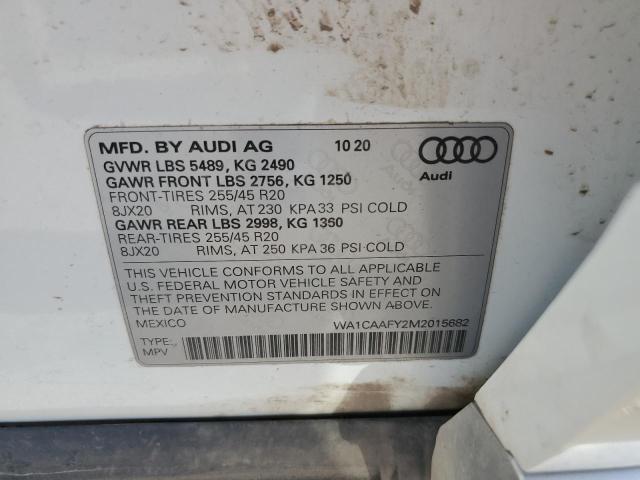 MFD. BY AUDI AG 10 20
GVWR LBS 5489, KG 2490
GAWR FRONT LBS 2756, KG 1250
FRONT-TIRES 255/45 R20
8JX20 RIMS, AT 230 KPA 33 PSI COLD
GAWR REAR LBS 2998, KG 1360
REAR-TIRES 255/45 R20
8JX20 RIMS, AT 250 KPA 36 PSI COLD
Audi
THIS VEHICLE CONFORMS TO ALL APPLICABLE
U.S. FEDERAL MOTOR VEHICLE SAFETY AND
THEFT PREVENTION STANDARDS IN EFFECT ON
THE DATE OF MANUFACTURE SHOWN ABOVE.
MEXICO WA1CAAFY2M2015682
TYPE:
MPV